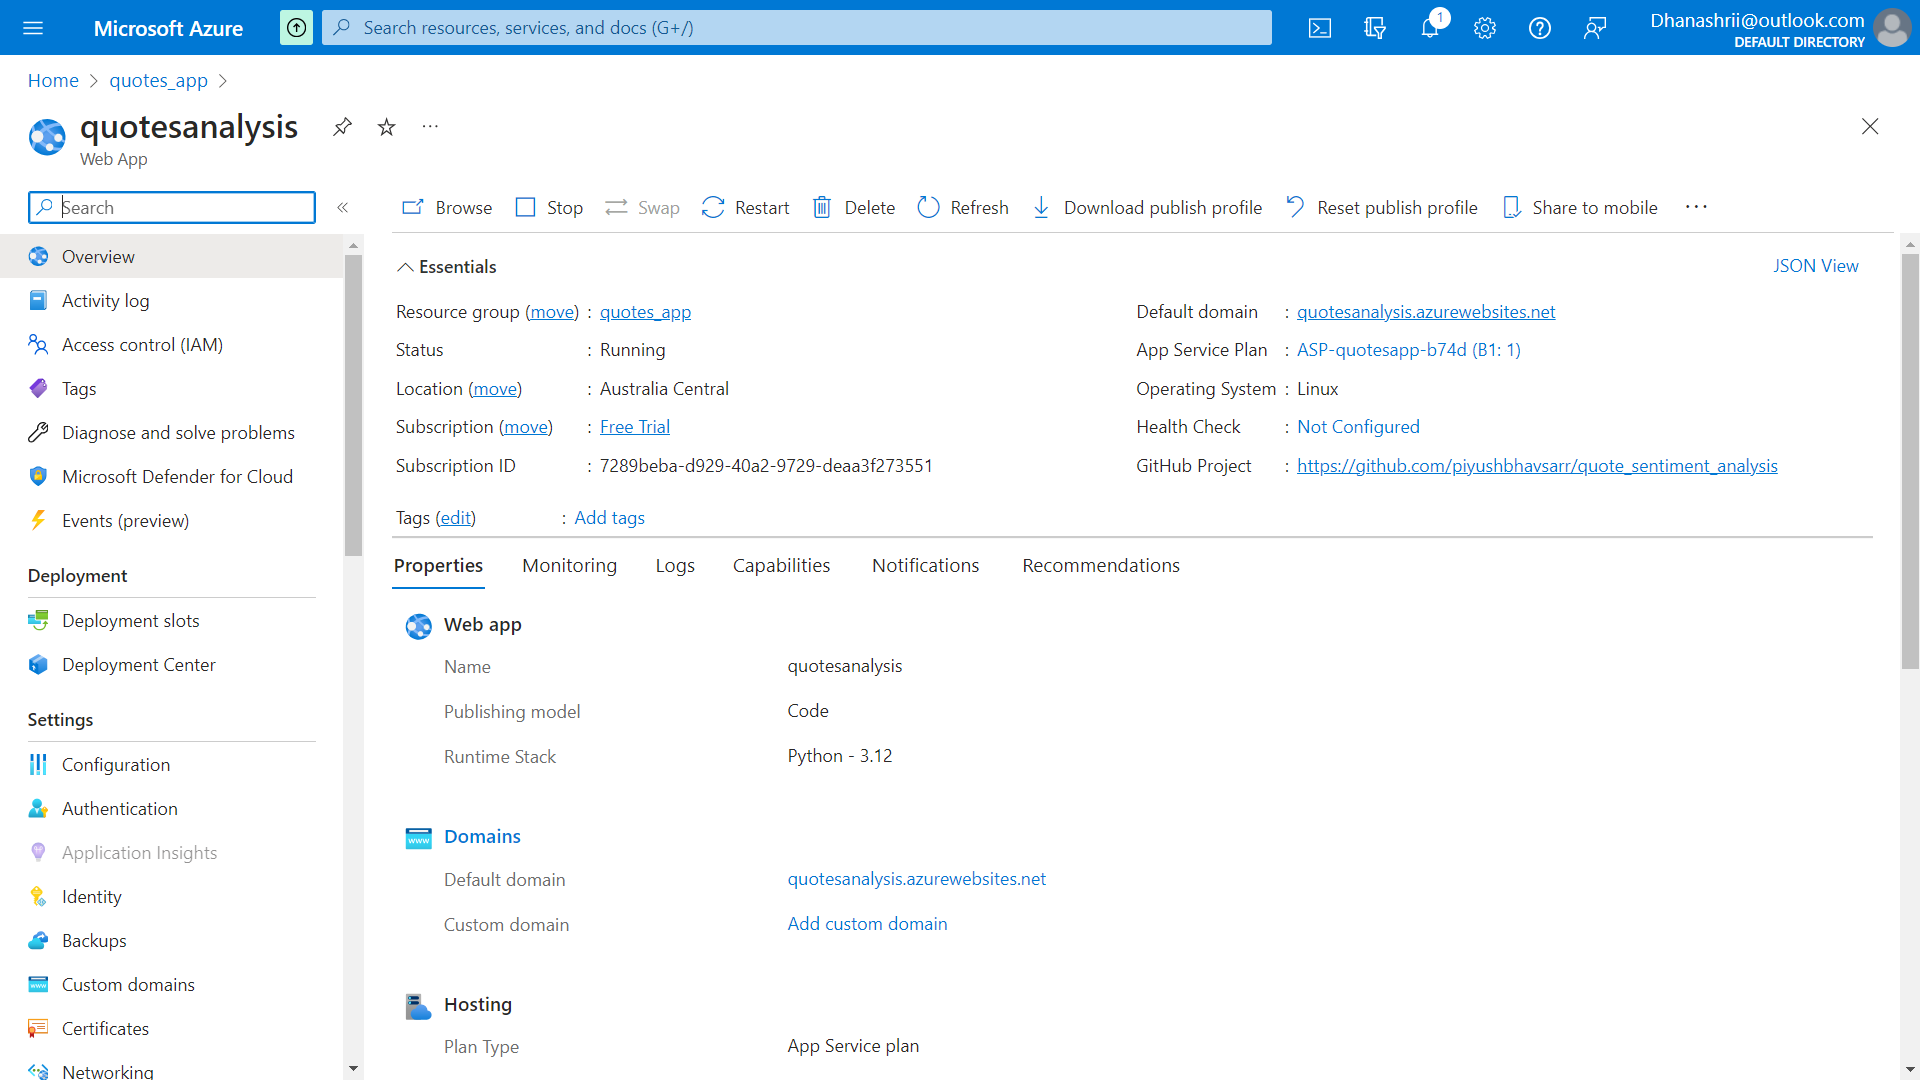 Microsoft Azure
Search resources, services, and docs (G+/)
1
Dhanashrii@outlook.com
DEFAULT DIRECTORY
Home > quotes_app >
quotesanalysis
Web App
Search
Browse Stop Swap Restart Delete Refresh Download publish profile Reset publish profile Share to mobile
Overview
Activity log
Access control (IAM)
Tags
Diagnose and solve problems
Microsoft Defender for Cloud
Events (preview)
Deployment
Deployment slots
Deployment Center
Settings
Configuration
Authentication
Application Insights
Identity
Backups
Custom domains
Certificates
Networking
Essentials
JSON View
Resource group (move) : quotes_app
Status : Running
Location (move) : Australia Central
Subscription (move) : Free Trial
Subscription ID : 7289beba-d929-40a2-9729-deaa3f273551
Default domain : quotesanalysis.azurewebsites.net
App Service Plan : ASP-quotesapp-b74d (B1: 1)
Operating System : Linux
Health Check : Not Configured
GitHub Project : https://github.com/piyushbhavsarr/quote_sentiment_analysis
Tags (edit) : Add tags
Properties Monitoring Logs Capabilities Notifications Recommendations
Web app
Name quotesanalysis
Publishing model Code
Runtime Stack Python - 3.12
www Domains
Default domain quotesanalysis.azurewebsites.net
Custom domain Add custom domain
Hosting
Plan Type App Service plan